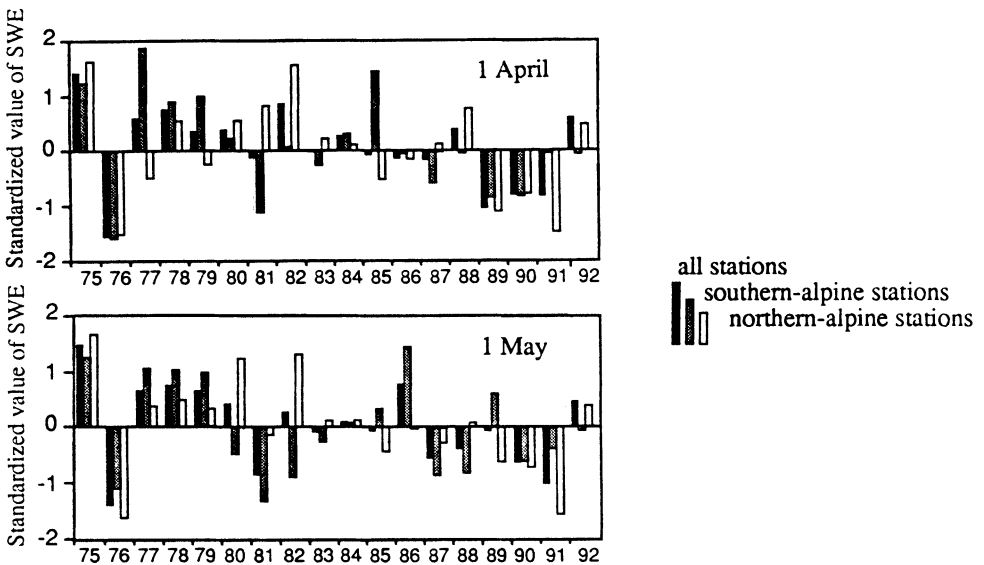 Standardized value of SWE
2
1
0
-1
-2
1 April
75 76 77 78 79 80 81 82 83 84 85 86 87 88 89 90 91 92
Standardized value of SWE
2
1
0
-1
-2
1 May
75 76 77 78 79 80 81 82 83 84 85 86 87 88 89 90 91 92
all stations
southern-alpine stations
northern-alpine stations